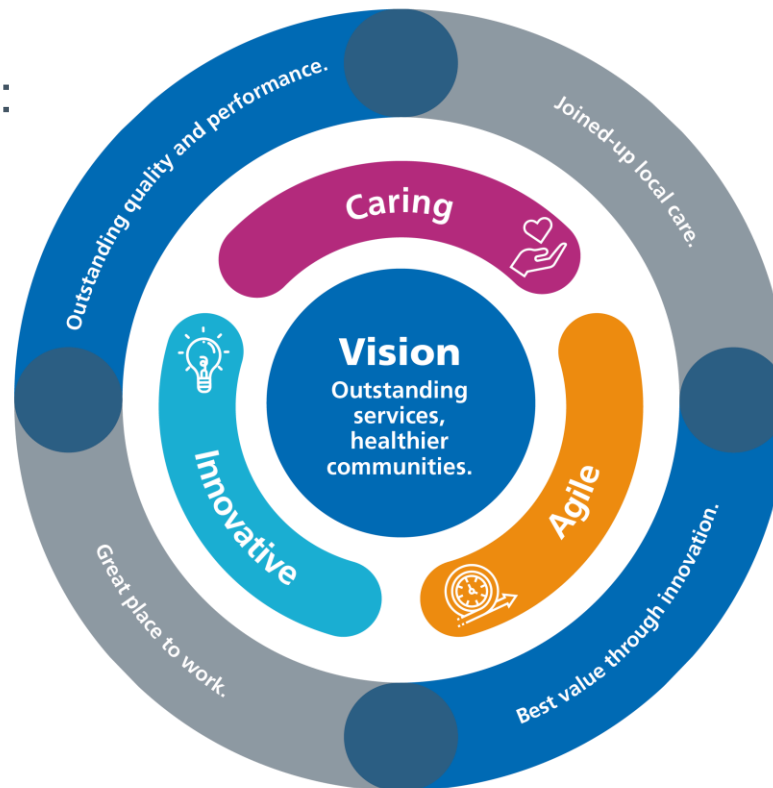 :
Outstanding quality and performance.
Joined-up local care.
Caring
Vision
Outstanding
services,
healthier
communities.
Innovative
Agile
Great place to work.
Best value through innovation.